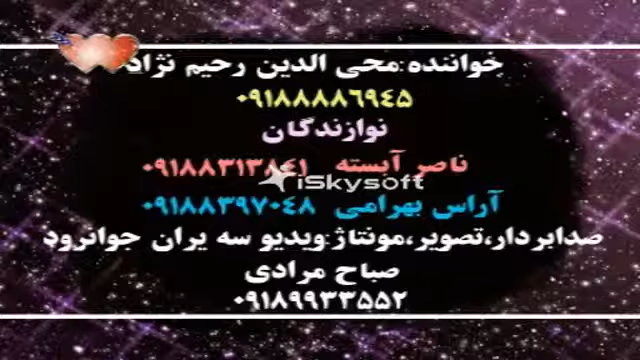 خواننده:محی الدین رحیم نژاد
۰۹۱۸۸۸۸۶۹۴۵
نوازندگان
ناصر آبسته ۰۹۱۸۸۳۱۳۸۴۱
iSkysoft
آراس بهرامی ۰۹۱۸۸۳۹۷۰۴۸
صدابردار،تصویر،مونتاژ:ویدیو سه یران جوانرود
صباح مرادی
۰۹۱۸۹۹۳۳۵۵۲